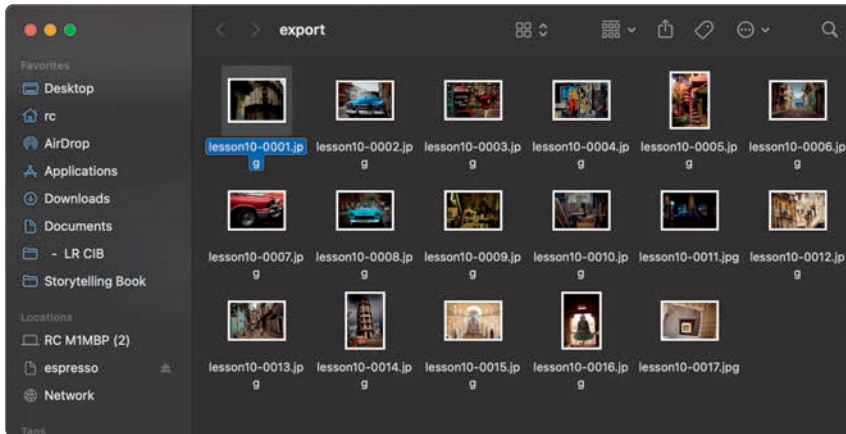 export
Favorites
Desktop
rc
AirDrop
Applications
Downloads
Documents
- LR CIB
Storytelling Book
Locations
RC M1MBP (2)
espresso
Network
Tags
lesson10-0001.jp
g
lesson10-0002.jp
g
lesson10-0003.jp
g
lesson10-0004.jp
g
lesson10-0005.jp
g
lesson10-0006.jp
g
lesson10-0007.jp
g
lesson10-0008.jp
g
lesson10-0009.jp
g
lesson10-0010.jp
g
lesson10-0011.jpg
lesson10-0012.jp
g
lesson10-0013.jp
g
lesson10-0014.jp
g
lesson10-0015.jp
g
lesson10-0016.jp
g
lesson10-0017.jpg